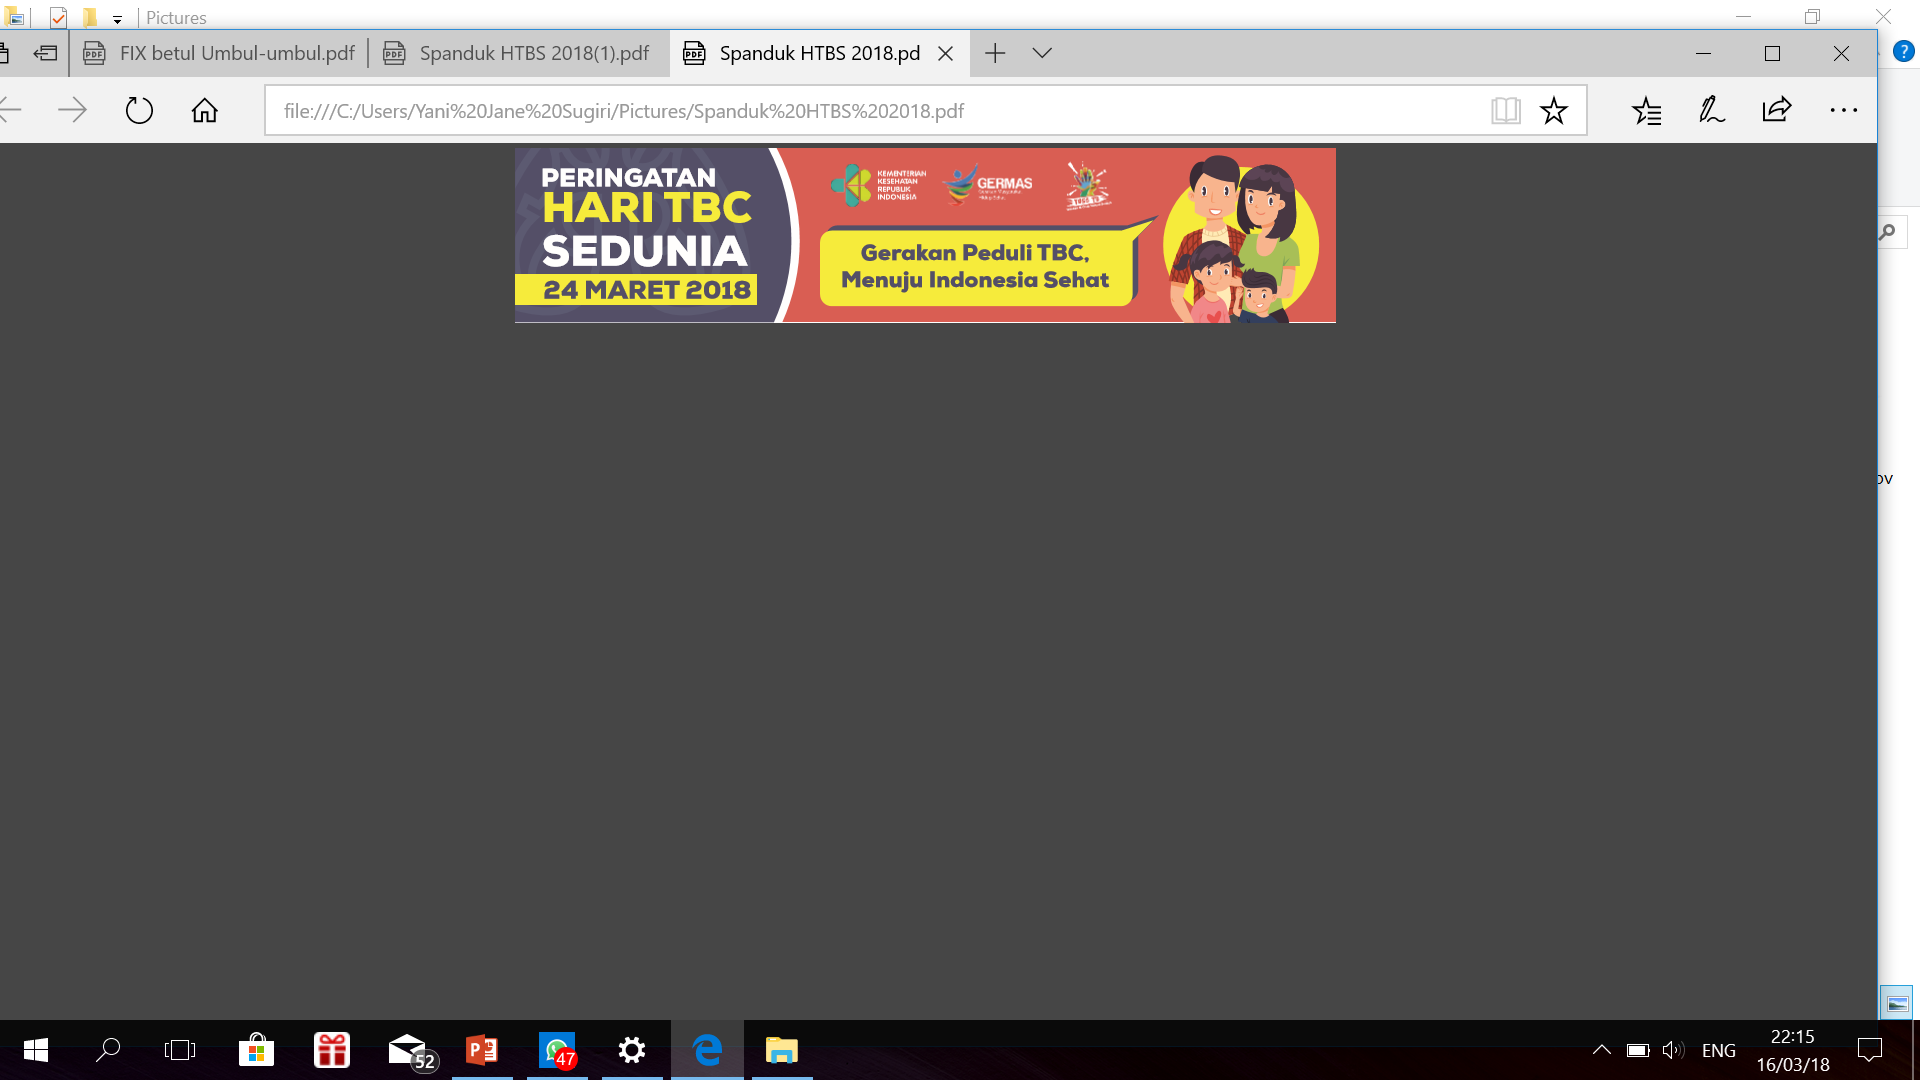 Pictures
FIX betul Umbul-umbul.pdf
Spanduk HTBS 2018(1).pdf
Spanduk HTBS 2018.pd
file:///C:/Users/Yani%20Jane%20Sugiri/Pictures/Spanduk%20HTBS%202018.pdf
?
PERINGATAN
HARI TBC
SEDUNIA
24 MARET 2018
KEMENTERIAN
KESEHATAN
REPUBLIK
INDONESIA
GERMAS
Gerakan Peduli TBC,
Menuju Indonesia Sehat
ov
52
47
ENG
22:15
16/03/18